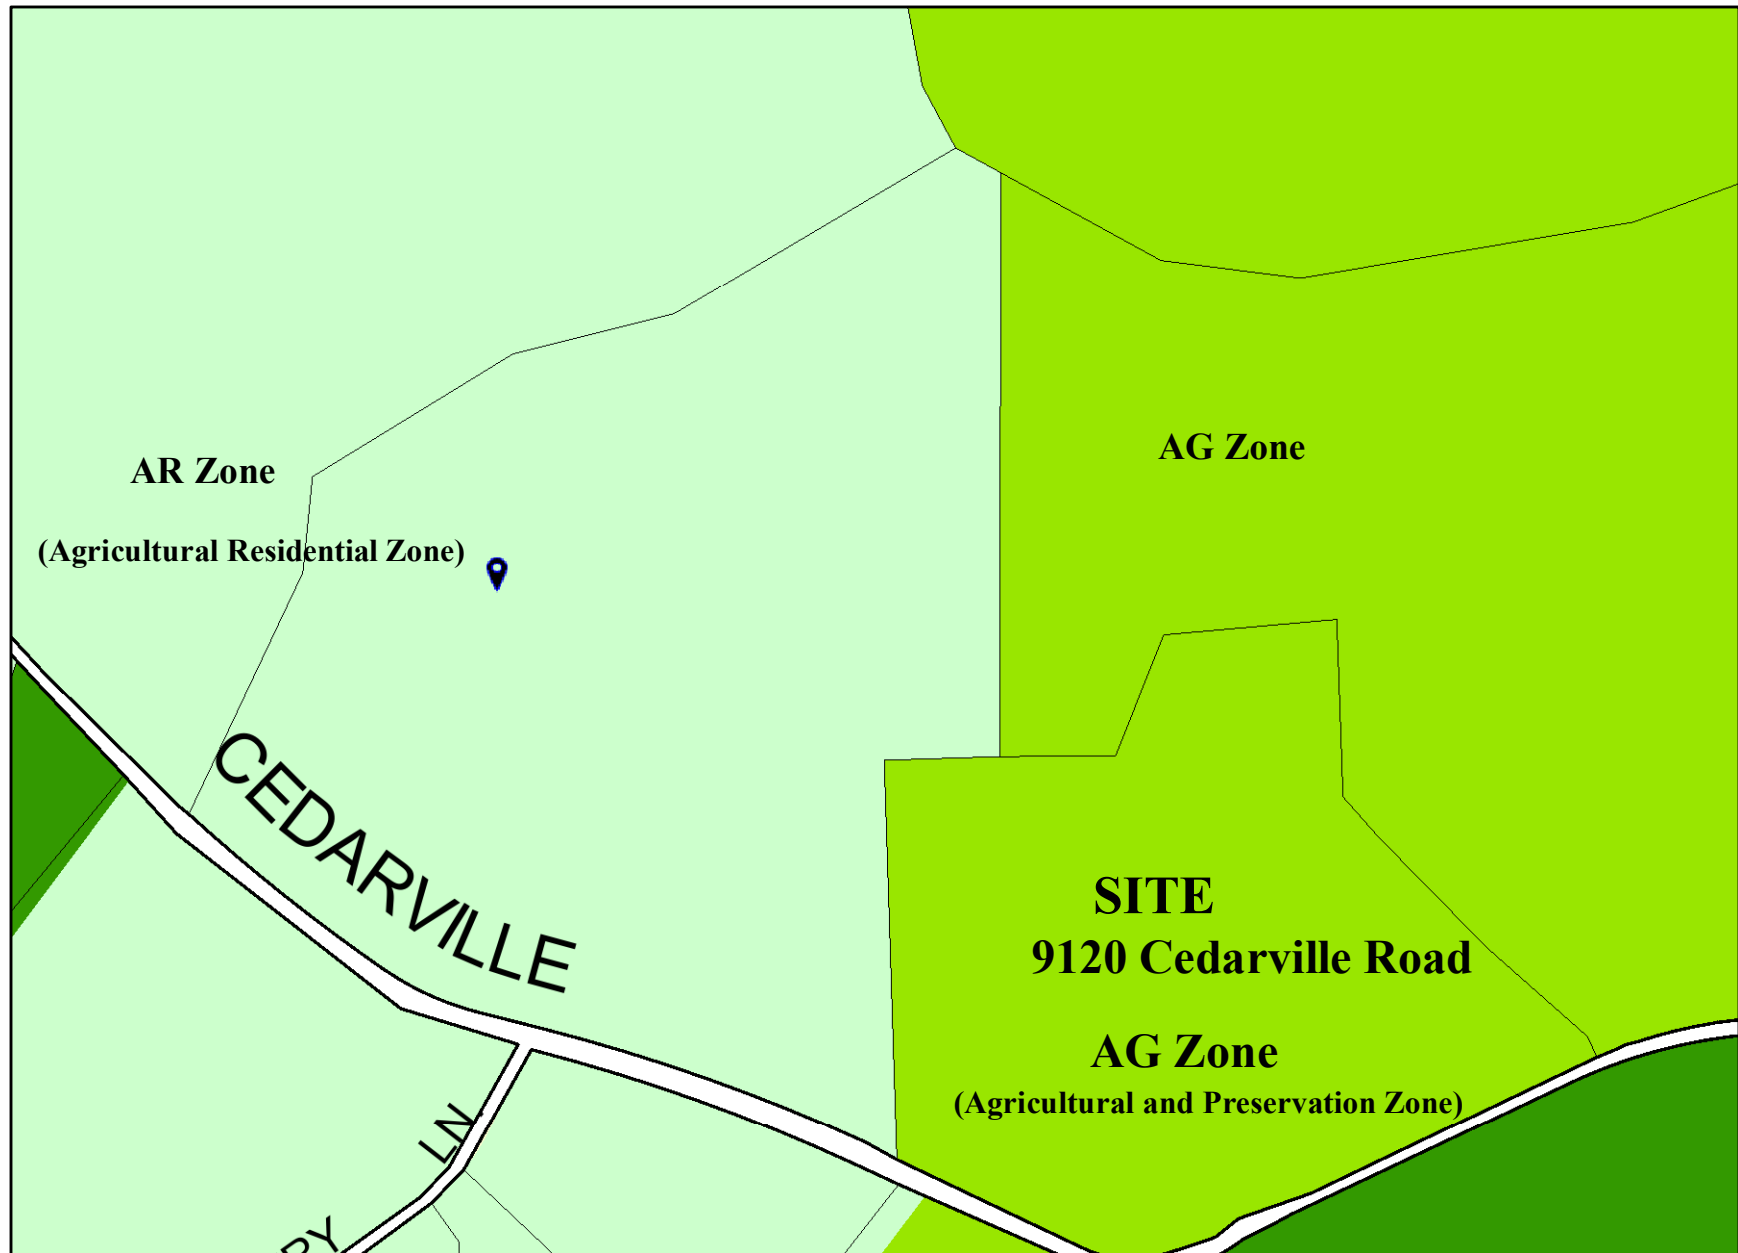 AG Zone
AR Zone
(Agricultural Residential Zone)
CEDARVILLE
SITE
9120 Cedarville Road
AG Zone
(Agricultural and Preservation Zone)
LN